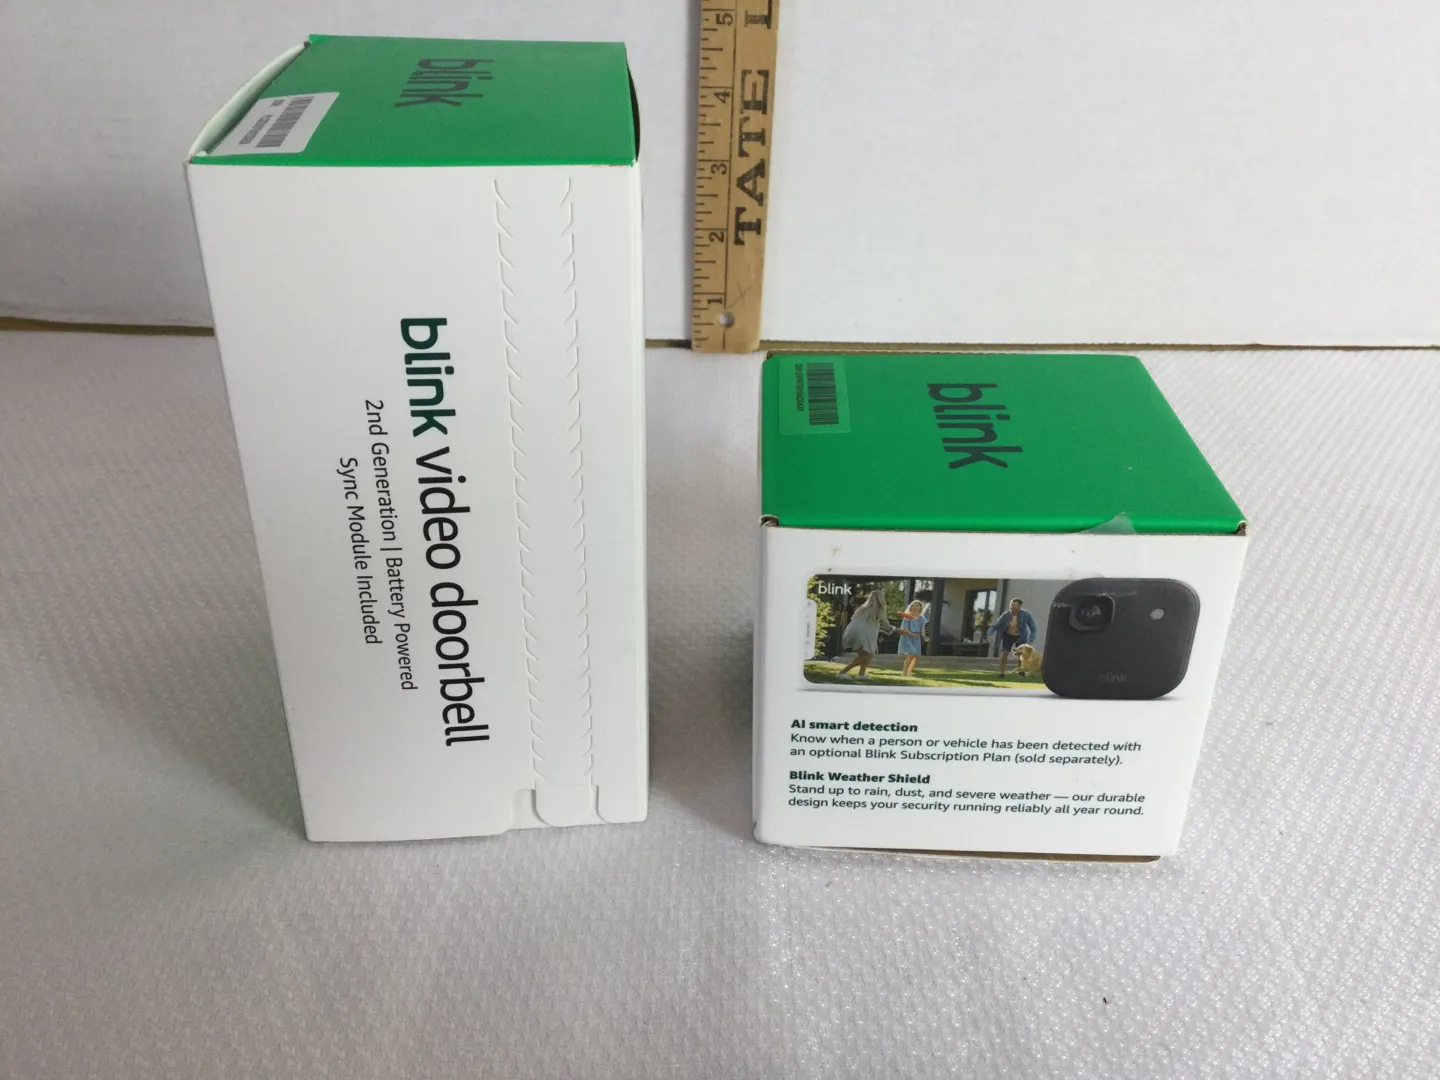 blink
blink video doorbell
2nd Generation | Battery Powered
Sync Module Included
1 2 3 4 5
TATE
blink
blink
blink
AI smart detection
Know when a person or vehicle has been detected with
an optional Blink Subscription Plan (sold separately).
Blink Weather Shield
Stand up to rain, dust, and severe weather — our durable
design keeps your security running reliably all year round.